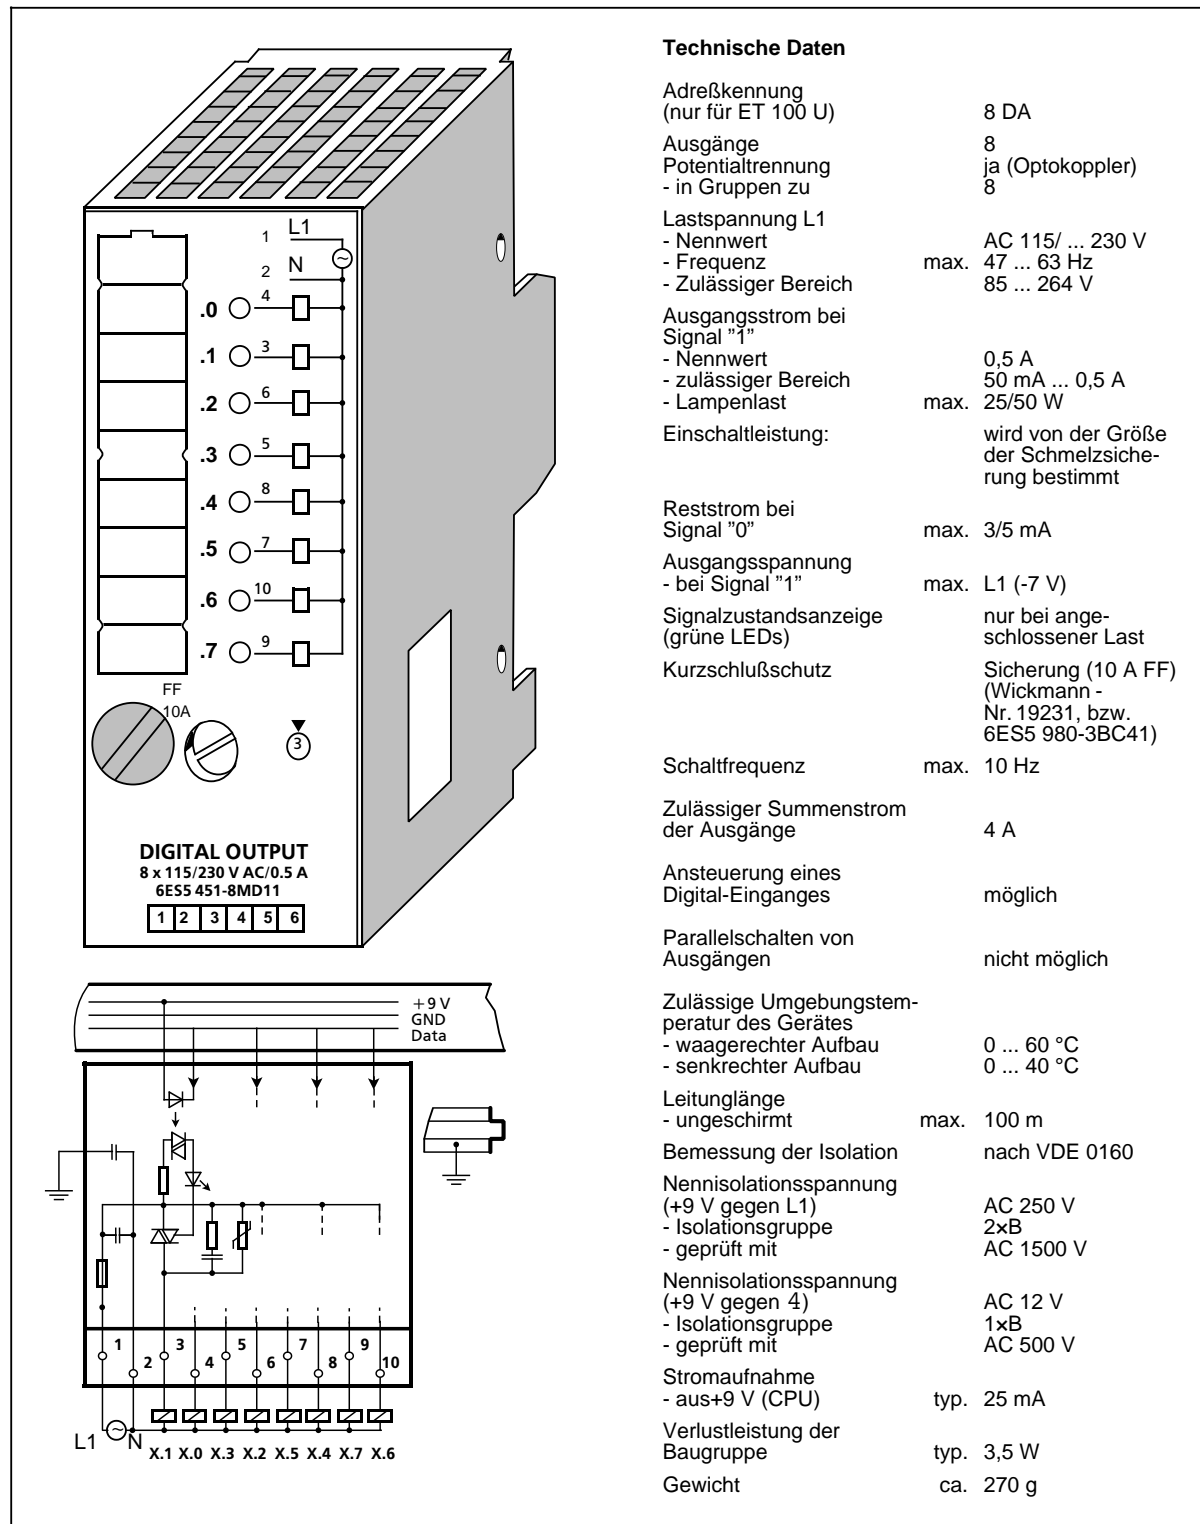 L1
1
N
2
.0 4
.1 3
.2 6
.3 5
.4 8
.5 7
.6 10
.7 9
FF
10A
3
DIGITAL OUTPUT
8 x 115/230 V AC/0.5 A
6ES5 451-8MD11
1 2 3 4 5 6
+9 V
GND
Data
1 2 3 4 5 6 7 8 9 10
L1 N
X.1 X.0 X.3 X.2 X.5 X.4 X.7 X.6
Technische Daten
Adreßkennung
(nur für ET 100 U) 8 DA
Ausgänge 8
Potentialtrennung ja (Optokoppler)
- in Gruppen zu 8
Lastspannung L1
- Nennwert AC 115/ ... 230 V
- Frequenz max. 47 ... 63 Hz
- Zulässiger Bereich 85 ... 264 V
Ausgangsstrom bei
Signal ”1”
- Nennwert 0,5 A
- zulässiger Bereich 50 mA ... 0,5 A
- Lampenlast max. 25/50 W
Einschaltleistung: wird von der Größe
der Schmelzsiche-
rung bestimmt
Reststrom bei
Signal ”0” max. 3/5 mA
Ausgangsspannung
- bei Signal ”1” max. L1 (-7 V)
Signalzustandsanzeige nur bei ange-
(grüne LEDs) schlossener Last
Kurzschlußschutz Sicherung (10 A FF)
(Wickmann -
Nr. 19231, bzw.
6ES5 980-3BC41)
Schaltfrequenz max. 10 Hz
Zulässiger Summenstrom
der Ausgänge 4 A
Ansteuerung eines
Digital-Einganges möglich
Parallelschalten von
Ausgängen nicht möglich
Zulässige Umgebungstem-
peratur des Gerätes
- waagerechter Aufbau 0 ... 60 °C
- senkrechter Aufbau 0 ... 40 °C
Leitunglänge
- ungeschirmt max. 100 m
Bemessung der Isolation nach VDE 0160
Nennisolationsspannung
(+9 V gegen L1) AC 250 V
- Isolationsgruppe 2×B
- geprüft mit AC 1500 V
Nennisolationsspannung
(+9 V gegen 4) AC 12 V
- Isolationsgruppe 1×B
- geprüft mit AC 500 V
Stromaufnahme
- aus+9 V (CPU) typ. 25 mA
Verlustleistung der
Baugruppe typ. 3,5 W
Gewicht ca. 270 g